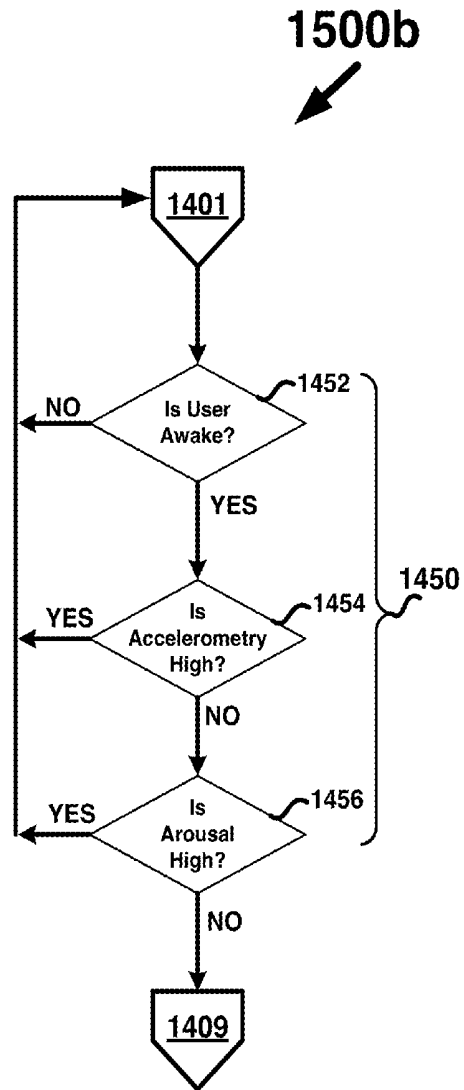 1500b
1401
1452
Is User
Awake?
NO
YES
1450
1454
Is
Accelerometry
High?
YES
NO
1456
Is
Arousal
High?
YES
NO
1409